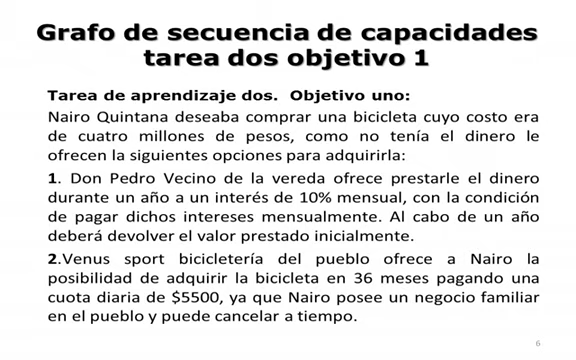 Grafo de secuencia de capacidades
tarea dos objetivo 1
Tarea de aprendizaje dos. Objetivo uno:
Nairo Quintana deseaba comprar una bicicleta cuyo costo era
de cuatro millones de pesos, como no tenía el dinero le
ofrecen la siguientes opciones para adquirirla:
1. Don Pedro Vecino de la vereda ofrece prestarle el dinero
durante un año a un interés de 10% mensual, con la condición
de pagar dichos intereses mensualmente. Al cabo de un año
deberá devolver el valor prestado inicialmente.
2.Venus sport bicicletería del pueblo ofrece a Nairo la
posibilidad de adquirir la bicicleta en 36 meses pagando una
cuota diaria de $5500, ya que Nairo posee un negocio familiar
en el pueblo y puede cancelar a tiempo.
6